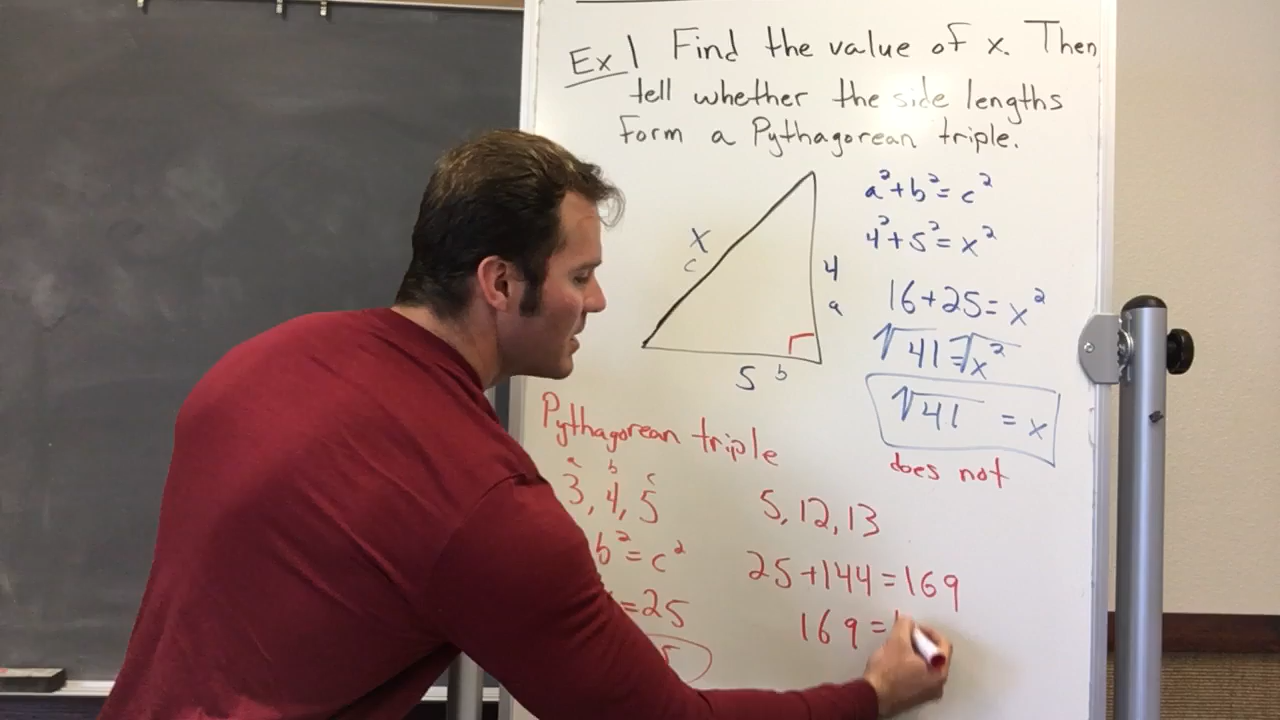 Ex 1 Find the value of x. Then
tell whether the side lengths
form a Pythagorean triple.
x
c
4
a
5 b
a²+b²=c²
4²+5²=x²
16+25=x²
√41=√x²
√41 = x
does not
Pythagorean triple
a b c
3, 4, 5
b²=c²
=25
5, 12, 13
25+144=169
169=